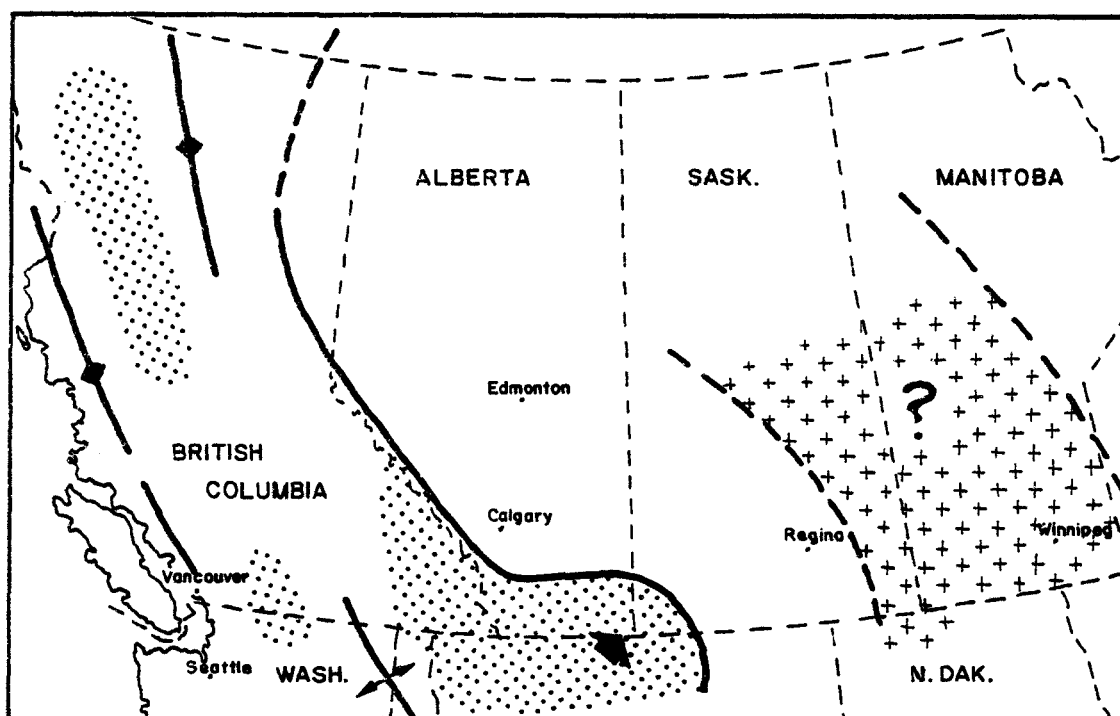 ALBERTA
SASK.
MANITOBA
Edmonton
?
BRITISH
COLUMBIA
Calgary
Regina
Winnipeg
Vancouver
Seattle
WASH.
N. DAK.